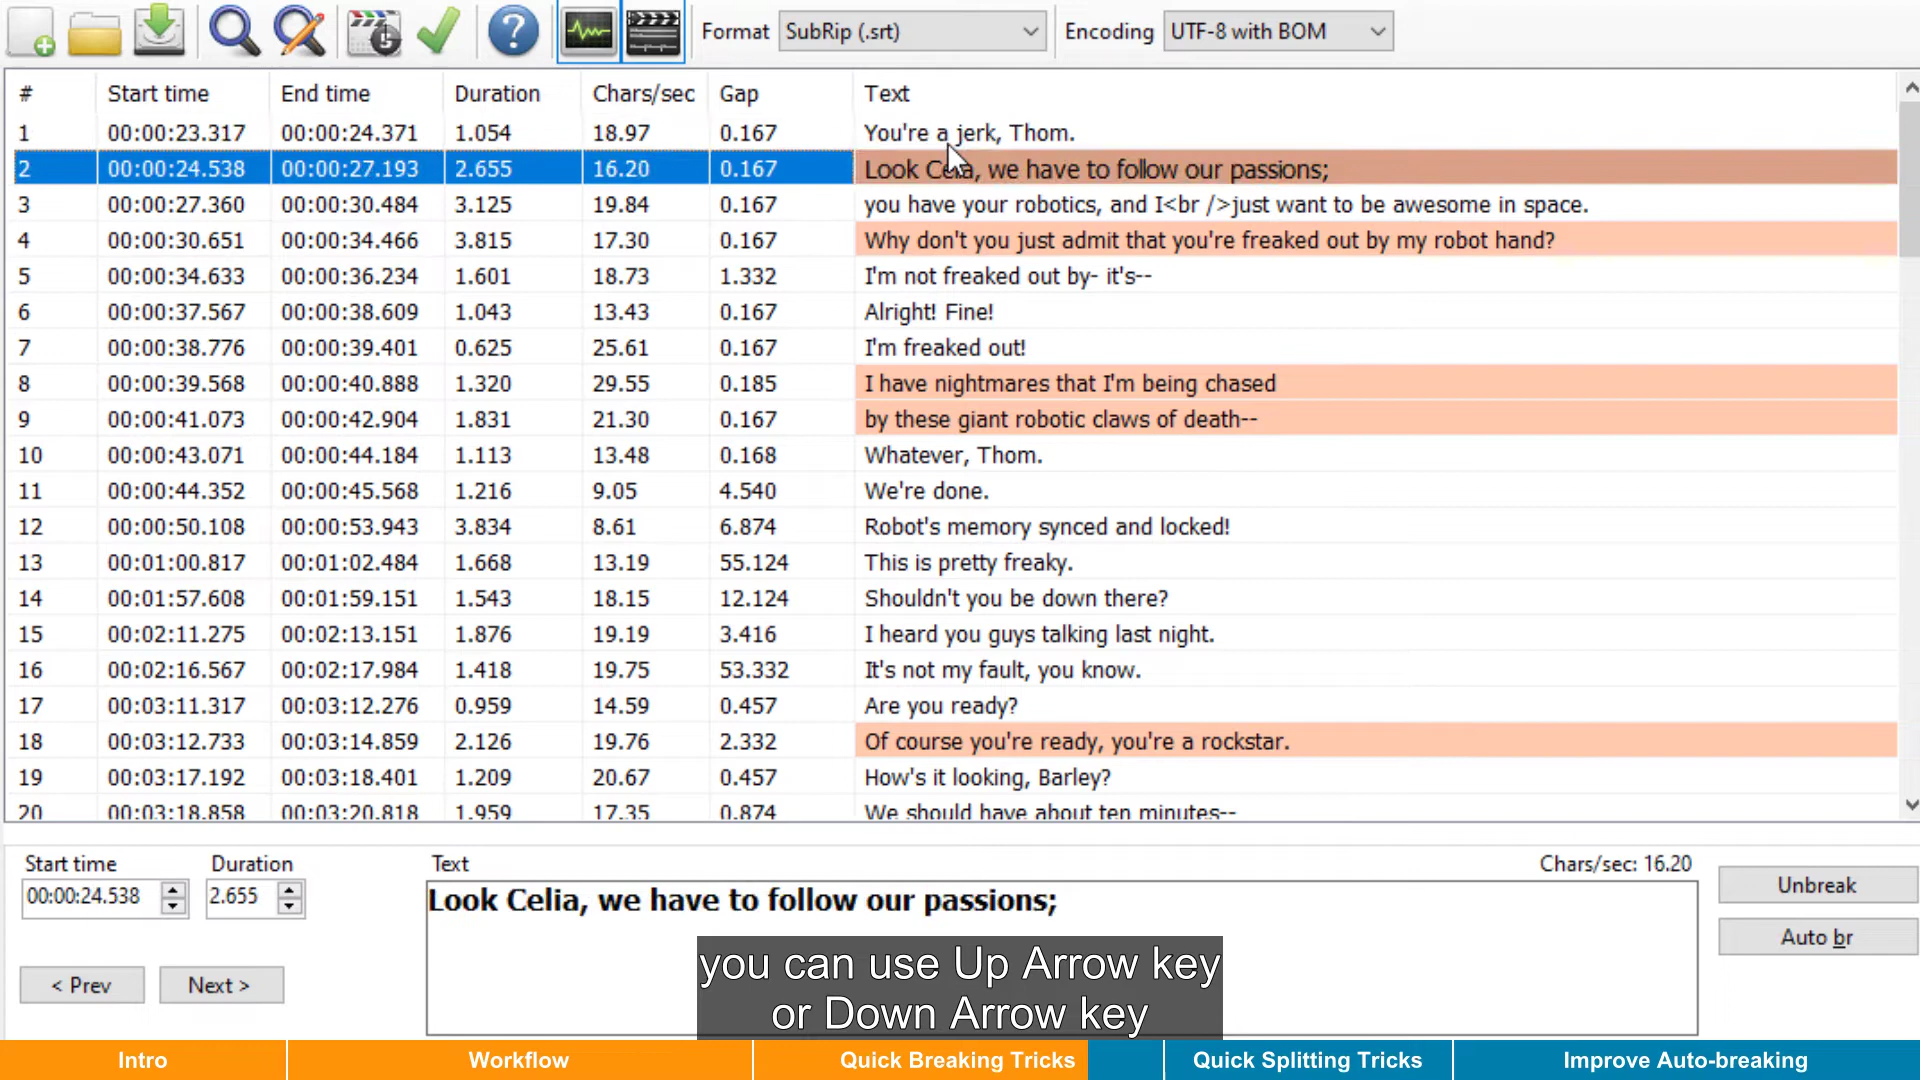 Format SubRip (.srt) Encoding UTF-8 with BOM
# Start time End time Duration Chars/sec Gap Text
1 00:00:23.317 00:00:24.371 1.054 18.97 0.167 You're a jerk, Thom.
2 00:00:24.538 00:00:27.193 2.655 16.20 0.167 Look Celia, we have to follow our passions;
3 00:00:27.360 00:00:30.484 3.125 19.84 0.167 you have your robotics, and I<br />just want to be awesome in space.
4 00:00:30.651 00:00:34.466 3.815 17.30 0.167 Why don't you just admit that you're freaked out by my robot hand?
5 00:00:34.633 00:00:36.234 1.601 18.73 1.332 I'm not freaked out by- it's--
6 00:00:37.567 00:00:38.609 1.043 13.43 0.167 Alright! Fine!
7 00:00:38.776 00:00:39.401 0.625 25.61 0.167 I'm freaked out!
8 00:00:39.568 00:00:40.888 1.320 29.55 0.185 I have nightmares that I'm being chased
9 00:00:41.073 00:00:42.904 1.831 21.30 0.167 by these giant robotic claws of death--
10 00:00:43.071 00:00:44.184 1.113 13.48 0.168 Whatever, Thom.
11 00:00:44.352 00:00:45.568 1.216 9.05 4.540 We're done.
12 00:00:50.108 00:00:53.943 3.834 8.61 6.874 Robot's memory synced and locked!
13 00:01:00.817 00:01:02.484 1.668 13.19 55.124 This is pretty freaky.
14 00:01:57.608 00:01:59.151 1.543 18.15 12.124 Shouldn't you be down there?
15 00:02:11.275 00:02:13.151 1.876 19.19 3.416 I heard you guys talking last night.
16 00:02:16.567 00:02:17.984 1.418 19.75 53.332 It's not my fault, you know.
17 00:03:11.317 00:03:12.276 0.959 14.59 0.457 Are you ready?
18 00:03:12.733 00:03:14.859 2.126 19.76 2.332 Of course you're ready, you're a rockstar.
19 00:03:17.192 00:03:18.401 1.209 20.67 0.457 How's it looking, Barley?
20 00:03:18.858 00:03:20.818 1.959 17.35 0.874 We should have about ten minutes--
Start time Duration Text Chars/sec: 16.20
00:00:24.538 2.655 Look Celia, we have to follow our passions;
Unbreak
Auto br
< Prev Next >
you can use Up Arrow key
or Down Arrow key
Intro Workflow Quick Breaking Tricks Quick Splitting Tricks Improve Auto-breaking